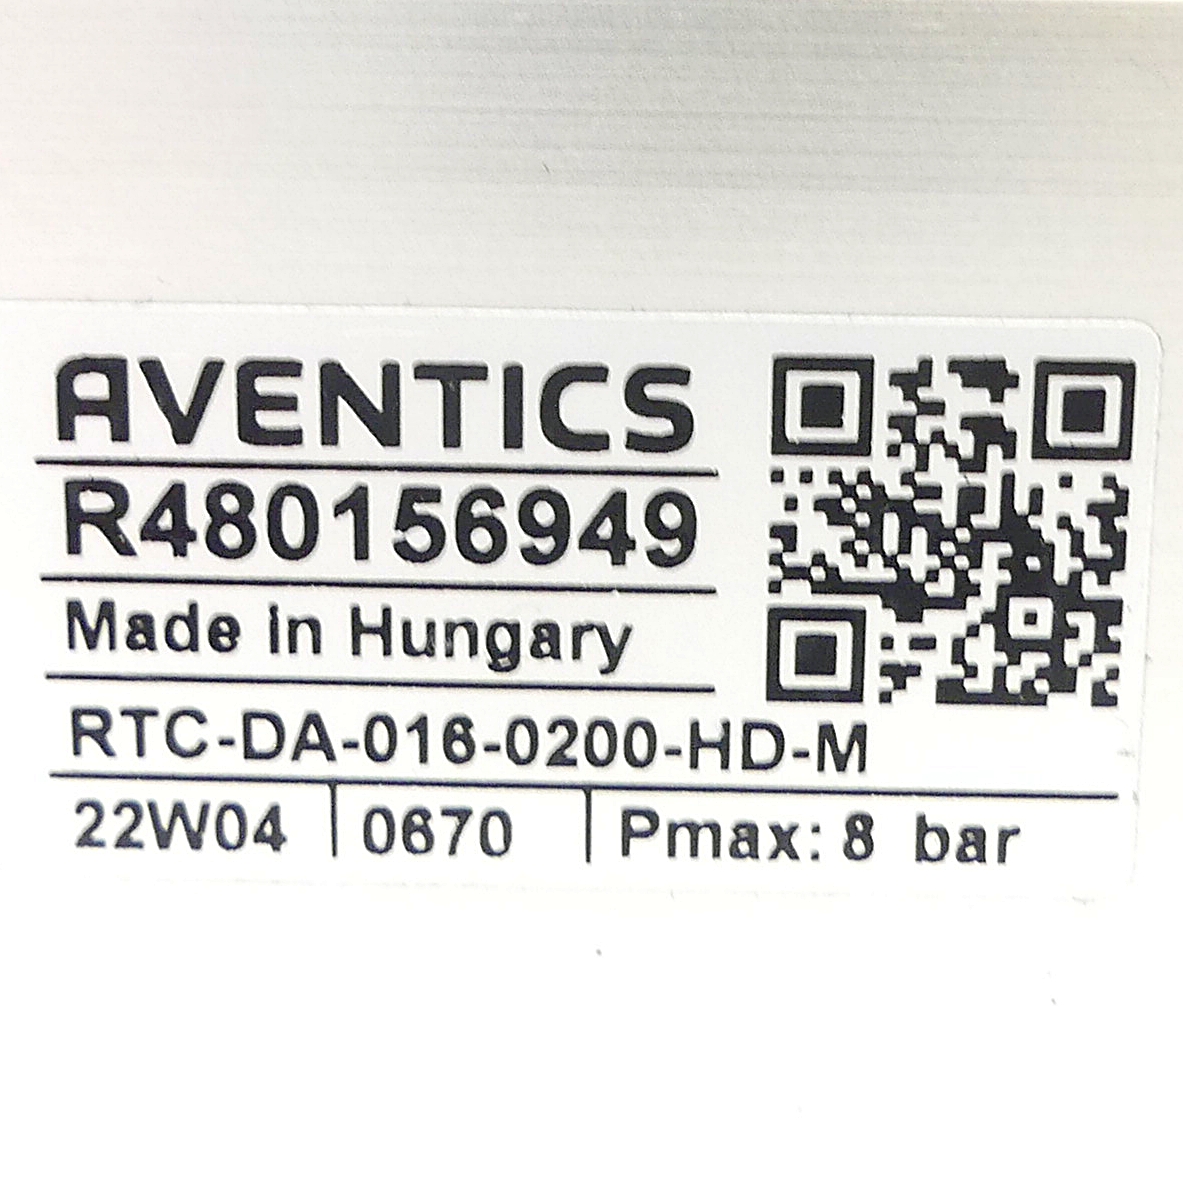 AVENTICS
R480156949
Made in Hungary
RTC-DA-016-0200-HD-M
22W04 0670 Pmax: 8 bar